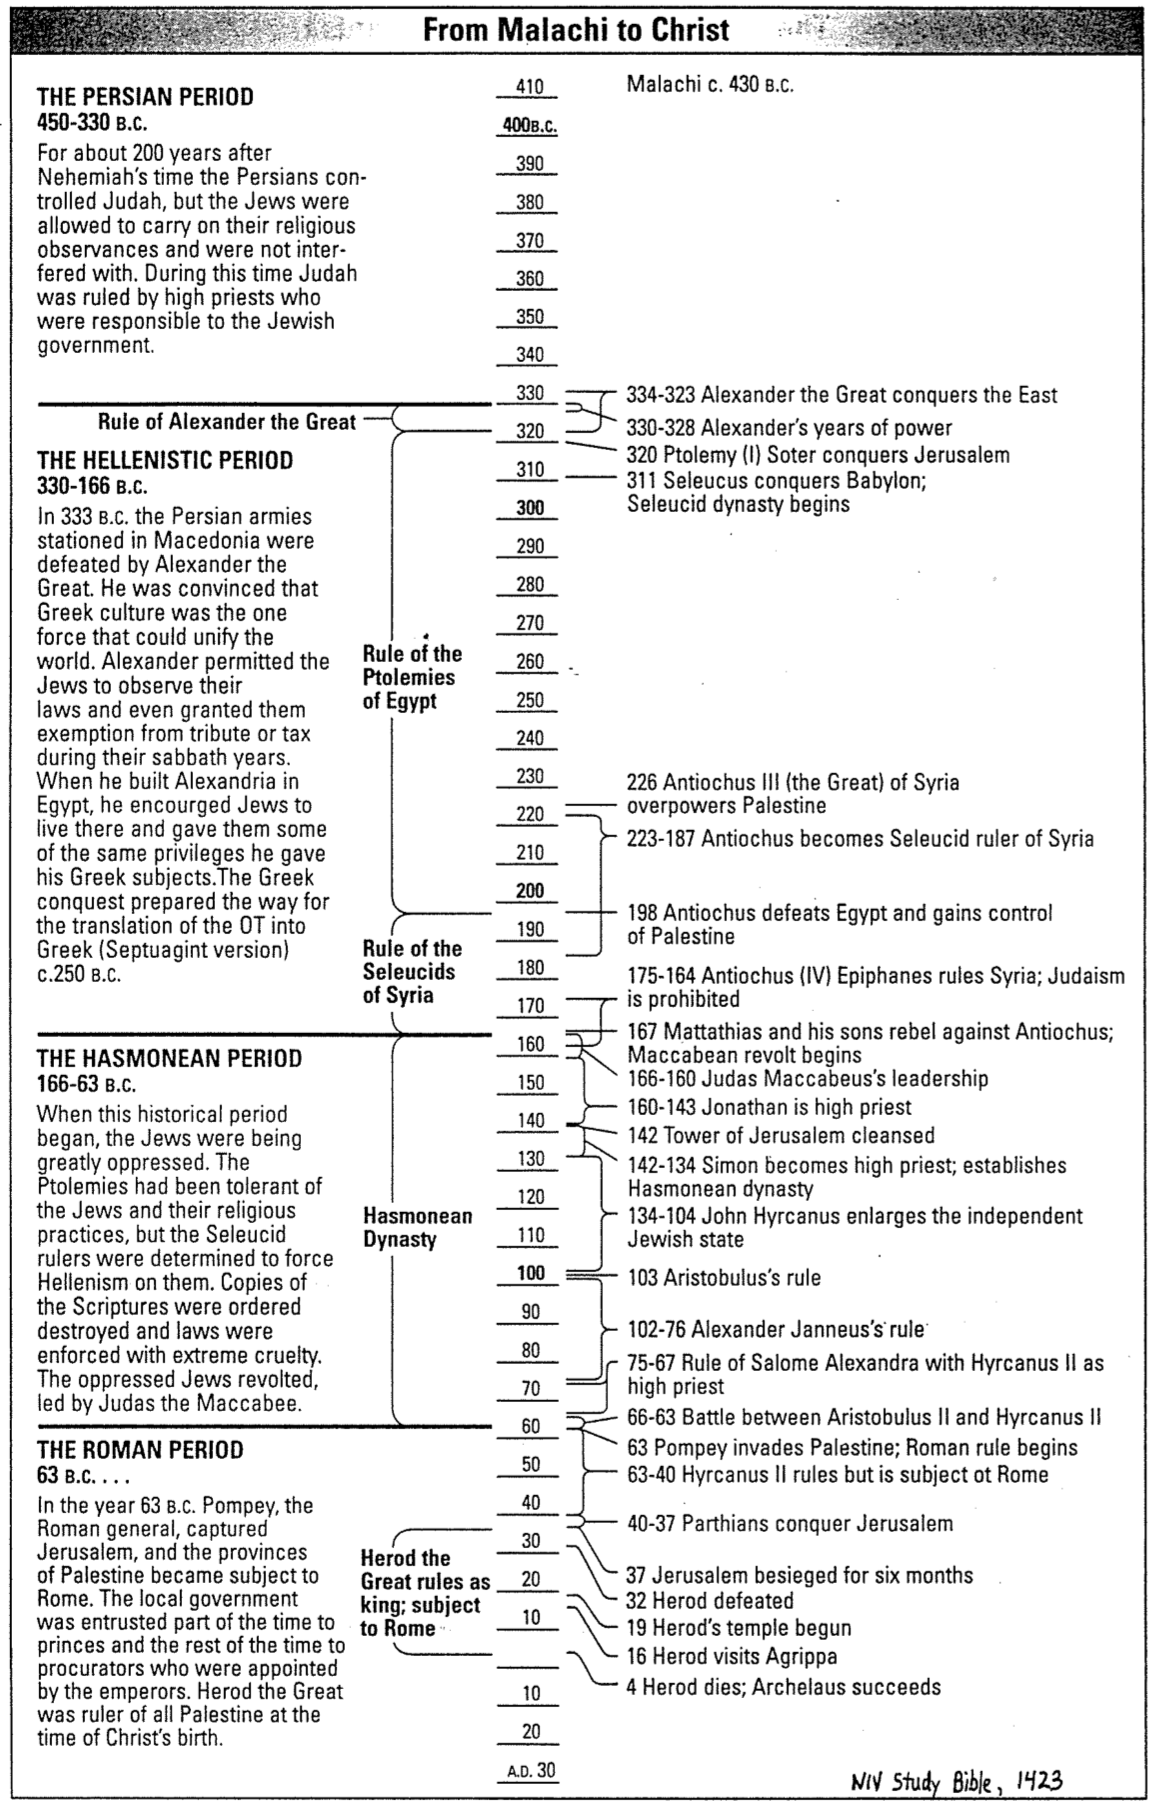 From Malachi to Christ
THE PERSIAN PERIOD
450-330 B.C.
For about 200 years after
Nehemiah's time the Persians con-
trolled Judah, but the Jews were
allowed to carry on their religious
observances and were not inter-
fered with. During this time Judah
was ruled by high priests who
were responsible to the Jewish
government.
Rule of Alexander the Great
THE HELLENISTIC PERIOD
330-166 B.C.
In 333 B.C. the Persian armies
stationed in Macedonia were
defeated by Alexander the
Great. He was convinced that
Greek culture was the one
force that could unify the
world. Alexander permitted the
Jews to observe their
laws and even granted them
exemption from tribute or tax
during their sabbath years.
When he built Alexandria in
Egypt, he encourged Jews to
live there and gave them some
of the same privileges he gave
his Greek subjects.The Greek
conquest prepared the way for
the translation of the OT into
Greek (Septuagint version)
c.250 B.C.
Rule of the
Ptolemies
of Egypt
Rule of the
Seleucids
of Syria
THE HASMONEAN PERIOD
166-63 B.C.
When this historical period
began, the Jews were being
greatly oppressed. The
Ptolemies had been tolerant of
the Jews and their religious
practices, but the Seleucid
rulers were determined to force
Hellenism on them. Copies of
the Scriptures were ordered
destroyed and laws were
enforced with extreme cruelty.
The oppressed Jews revolted,
led by Judas the Maccabee.
Hasmonean
Dynasty
THE ROMAN PERIOD
63 B.C. . . .
In the year 63 B.C. Pompey, the
Roman general, captured
Jerusalem, and the provinces
of Palestine became subject to
Rome. The local government
was entrusted part of the time to
princes and the rest of the time to
procurators who were appointed
by the emperors. Herod the Great
was ruler of all Palestine at the
time of Christ's birth.
Herod the
Great rules as
king; subject
to Rome
410
400 B.C.
390
380
370
360
350
340
330
320
310
300
290
280
270
260
250
240
230
220
210
200
190
180
170
160
150
140
130
120
110
100
90
80
70
60
50
40
30
20
10
10
20
A.D. 30
Malachi c. 430 B.C.
334-323 Alexander the Great conquers the East
330-328 Alexander's years of power
320 Ptolemy (I) Soter conquers Jerusalem
311 Seleucus conquers Babylon;
Seleucid dynasty begins
226 Antiochus III (the Great) of Syria
overpowers Palestine
223-187 Antiochus becomes Seleucid ruler of Syria
198 Antiochus defeats Egypt and gains control
of Palestine
175-164 Antiochus (IV) Epiphanes rules Syria; Judaism
is prohibited
167 Mattathias and his sons rebel against Antiochus;
Maccabean revolt begins
166-160 Judas Maccabeus's leadership
160-143 Jonathan is high priest
142 Tower of Jerusalem cleansed
142-134 Simon becomes high priest; establishes
Hasmonean dynasty
134-104 John Hyrcanus enlarges the independent
Jewish state
103 Aristobulus's rule
102-76 Alexander Janneus's rule
75-67 Rule of Salome Alexandra with Hyrcanus II as
high priest
66-63 Battle between Aristobulus II and Hyrcanus II
63 Pompey invades Palestine; Roman rule begins
63-40 Hyrcanus II rules but is subject ot Rome
40-37 Parthians conquer Jerusalem
37 Jerusalem besieged for six months
32 Herod defeated
19 Herod's temple begun
16 Herod visits Agrippa
4 Herod dies; Archelaus succeeds
NIV Study Bible, 1423